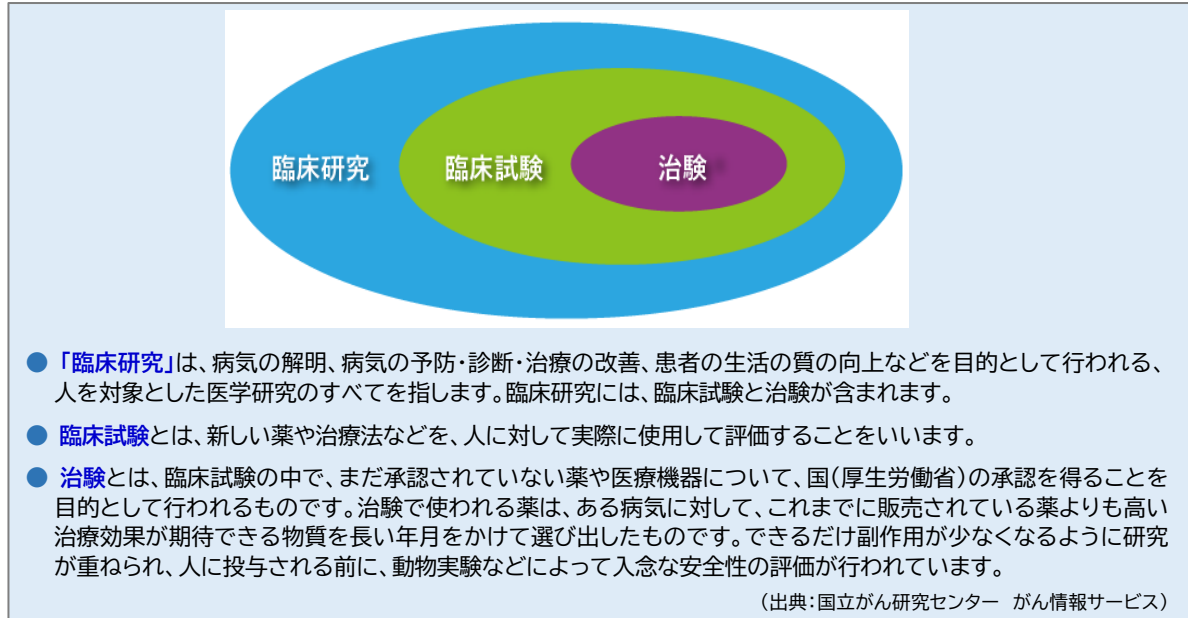 臨床研究 臨床試験 治験
● 「臨床研究」は、病気の解明、病気の予防・診断・治療の改善、患者の生活の質の向上などを目的として行われる、
人を対象とした医学研究のすべてを指します。臨床研究には、臨床試験と治験が含まれます。
● 臨床試験とは、新しい薬や治療法などを、人に対して実際に使用して評価することをいいます。
● 治験とは、臨床試験の中で、まだ承認されていない薬や医療機器について、国(厚生労働省)の承認を得ることを
目的として行われるものです。治験で使われる薬は、ある病気に対して、これまでに販売されている薬よりも高い
治療効果が期待できる物質を長い年月をかけて選び出したものです。できるだけ副作用が少なくなるように研究
が重ねられ、人に投与される前に、動物実験などによって入念な安全性の評価が行われています。
(出典:国立がん研究センター がん情報サービス)